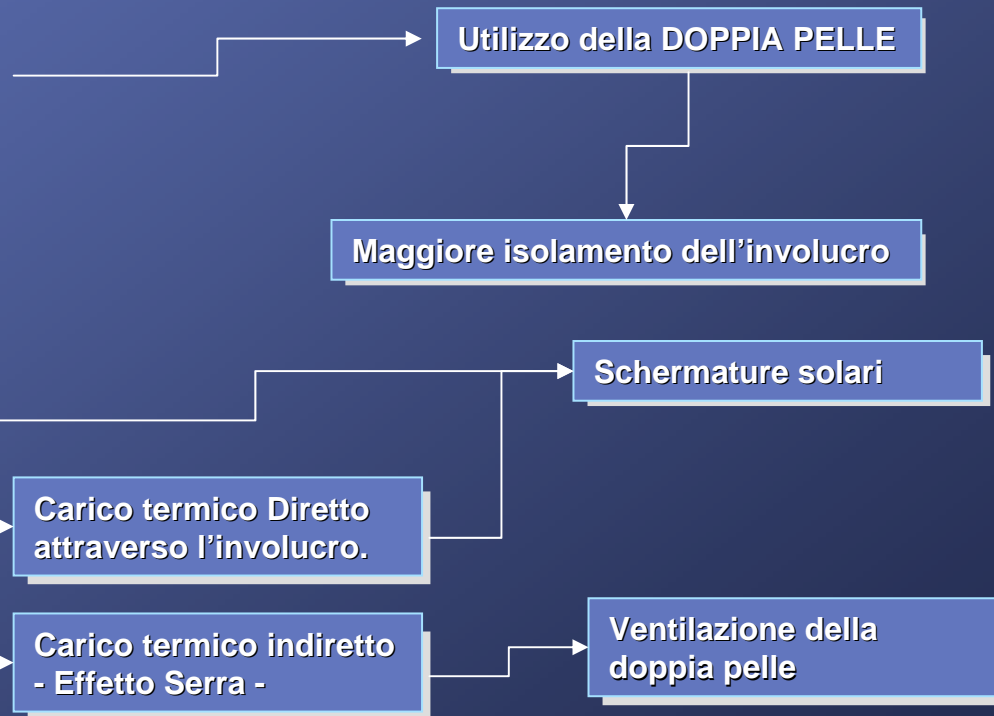 Utilizzo della DOPPIA PELLE
Maggiore isolamento dell’involucro
Schermature solari
Carico termico Diretto
attraverso l’involucro.
Carico termico indiretto
- Effetto Serra -
Ventilazione della
doppia pelle